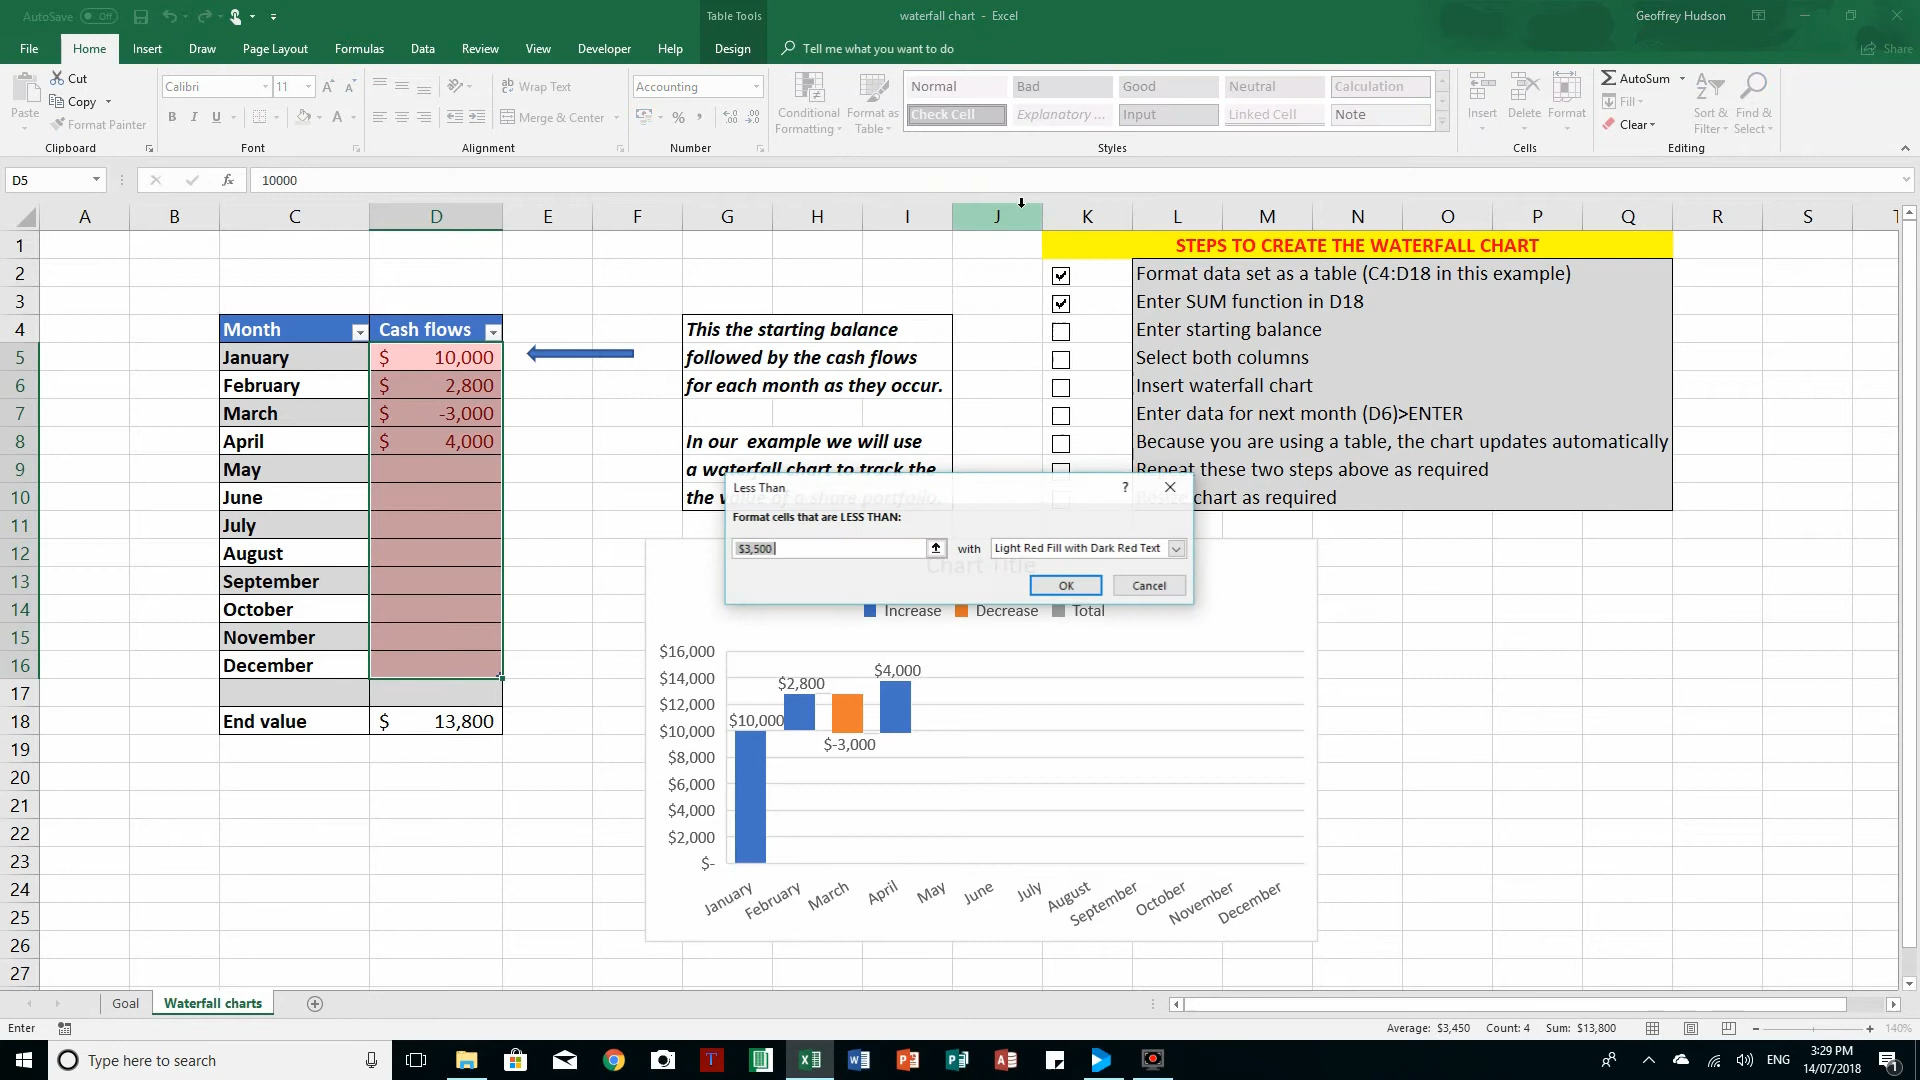 AutoSave Off
Table Tools
waterfall chart - Excel
Geoffrey Hudson
File Home Insert Draw Page Layout Formulas Data Review View Developer Help Design Tell me what you want to do Share
Paste
Cut
Copy
Format Painter
Clipboard
Calibri 11
B I U
Font
Wrap Text
Merge & Center
Alignment
Accounting
Number
Conditional Formatting
Format as Table
Normal Bad Good Neutral Calculation
Check Cell Explanatory ... Input Linked Cell Note
Styles
Insert Delete Format
Cells
AutoSum
Fill
Clear
Sort & Filter
Find & Select
Editing
D5 fx 10000
A B C D E F G H I J K L M N O P Q R S T
1 STEPS TO CREATE THE WATERFALL CHART
2 Format data set as a table (C4:D18 in this example)
3 Enter SUM function in D18
4 Month Cash flows This the starting balance Enter starting balance
5 January $ 10,000 followed by the cash flows Select both columns
6 February $ 2,800 for each month as they occur. Insert waterfall chart
7 March $ -3,000 Enter data for next month (D6)>ENTER
8 April $ 4,000 In our example we will use Because you are using a table, the chart updates automatically
9 May a waterfall chart to track the Repeat these two steps above as required
10 June the value of a share portfolio. chart as required
11 July
12 August
13 September
14 October
15 November
16 December
17
18 End value $ 13,800
19
20
21
22
23
24
25
26
27
Less Than ?
Format cells that are LESS THAN:
$3,500 with Light Red Fill with Dark Red Text
OK Cancel
Chart Title
Increase Decrease Total
$16,000
$14,000
$12,000
$10,000
$8,000
$6,000
$4,000
$2,000
$-
$10,000
$2,800
$-3,000
$4,000
January February March April May June July August September October November December
Goal Waterfall charts
Enter
Average: $3,450 Count: 4 Sum: $13,800 140%
Type here to search
ENG
3:29 PM
14/07/2018
1